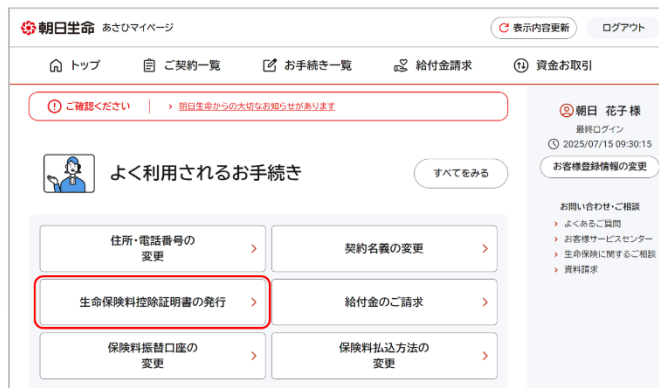 朝日生命 あさひマイページ
表示内容更新
ログアウト
トップ
ご契約一覧
お手続き一覧
給付金請求
資金お取引
ご確認ください
朝日生命からの大切なお知らせがあります
よく利用されるお手続き
すべてをみる
住所・電話番号の
変更
契約名義の変更
生命保険料控除証明書の発行
給付金のご請求
保険料振替口座の
変更
保険料払込方法の
変更
朝日 花子 様
最終ログイン
2025/07/15 09:30:15
お客様登録情報の変更
お問い合わせ・ご相談
よくあるご質問
お客様サービスセンター
生命保険に関するご相談
資料請求